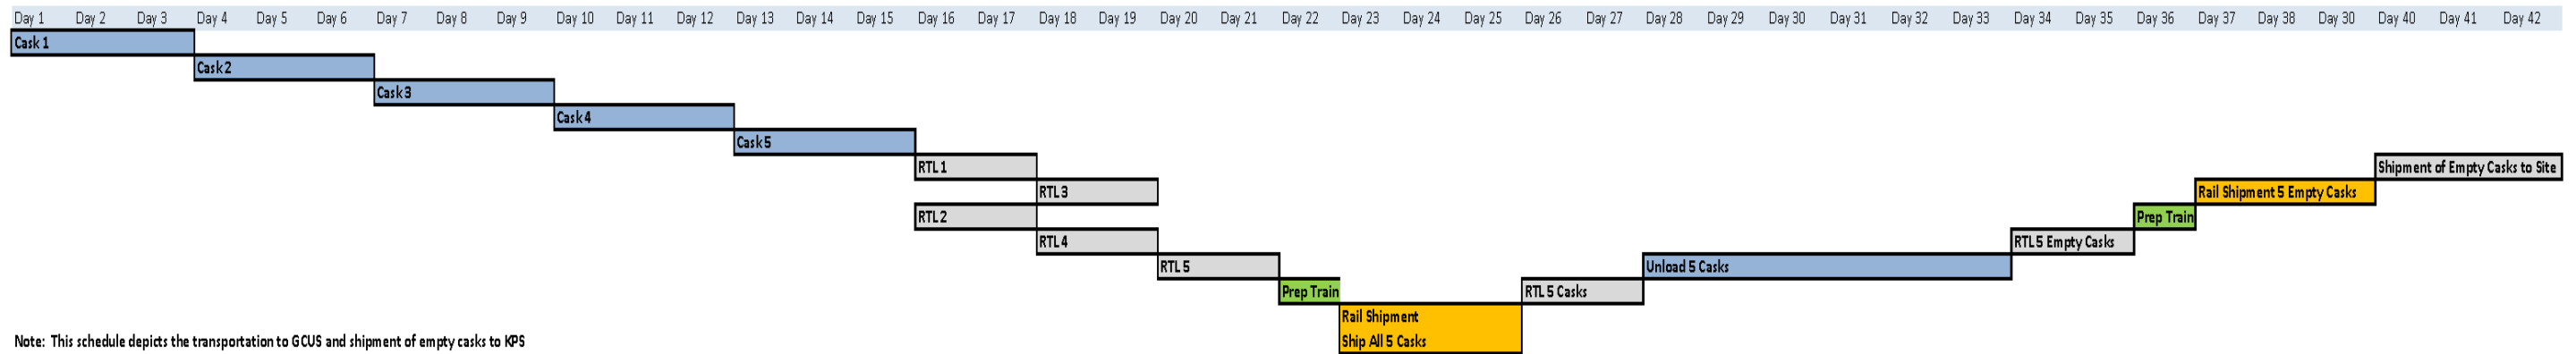 Day 1 Day 2 Day 3 Day 4 Day 5 Day 6 Day 7 Day 8 Day 9 Day 10 Day 11 Day 12 Day 13 Day 14 Day 15 Day 16 Day 17 Day 18 Day 19 Day 20 Day 21 Day 22 Day 23 Day 24 Day 25 Day 26 Day 27 Day 28 Day 29 Day 30 Day 31 Day 32 Day 33 Day 34 Day 35 Day 36 Day 37 Day 38 Day 30 Day 40 Day 41 Day 42
Cask 1
Cask 2
Cask 3
Cask 4
Cask 5
RTL 1 Shipment of Empty Casks to Site
RTL 3 Rail Shipment 5 Empty Casks
RTL 2 Prep Train
RTL 4 RTL 5 Empty Casks
RTL 5 Unload 5 Casks
Prep Train RTL 5 Casks
Rail Shipment
Ship All 5 Casks
Note: This schedule depicts the transportation to GCUS and shipment of empty casks to KPS